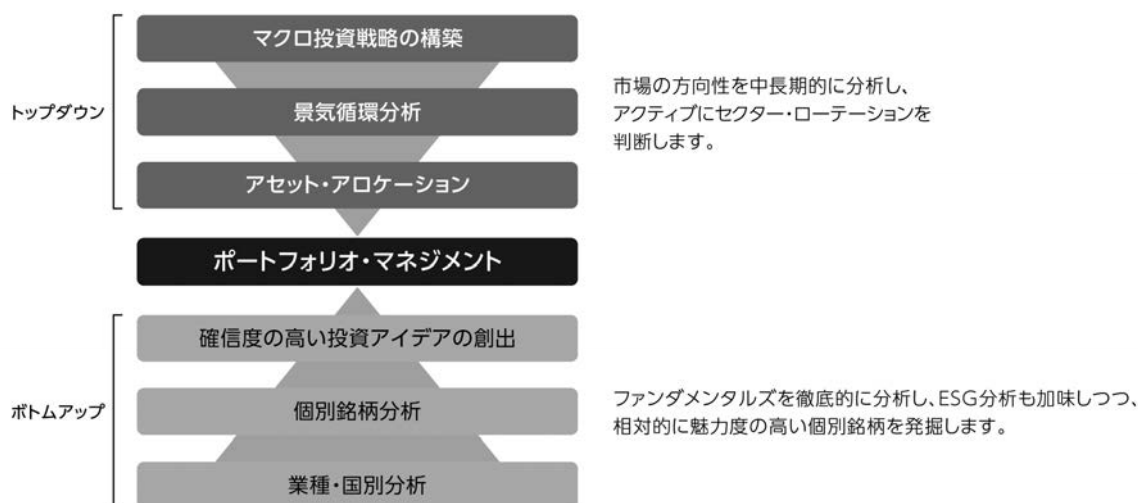 トップダウン
マクロ投資戦略の構築
景気循環分析
アセット・アロケーション
市場の方向性を中長期的に分析し、
アクティブにセクター・ローテーションを
判断します。
ポートフォリオ・マネジメント
ボトムアップ
確信度の高い投資アイデアの創出
個別銘柄分析
業種・国別分析
ファンダメンタルズを徹底的に分析し、ESG分析も加味しつつ、
相対的に魅力度の高い個別銘柄を発掘します。